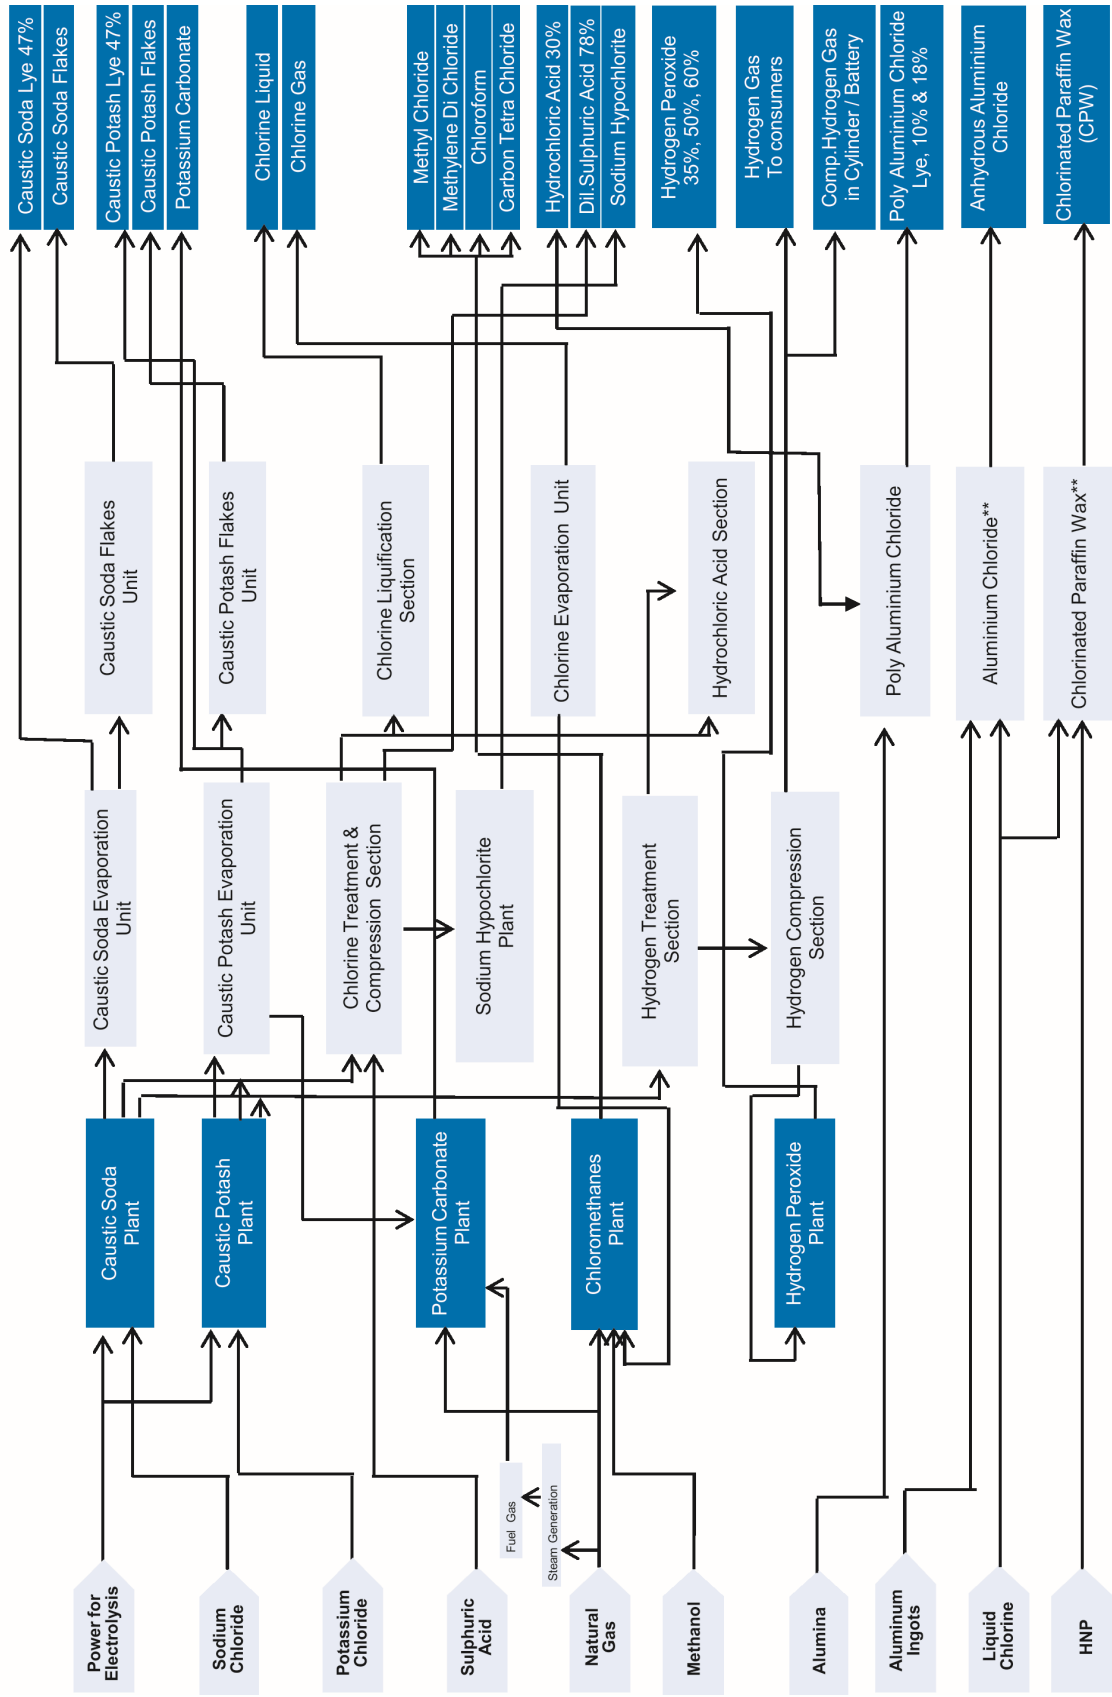 Power for
Electrolysis
Sodium
Chloride
Potassium
Chloride
Sulphuric
Acid
Natural
Gas
Methanol
Alumina
Aluminum
Ingots
Liquid
Chlorine
HNP
Fuel Gas
Steam Generation
Caustic Soda
Plant
Caustic Potash
Plant
Potassium Carbonate
Plant
Chloromethanes
Plant
Hydrogen Peroxide
Plant
Caustic Soda Evaporation
Unit
Caustic Potash Evaporation
Unit
Chlorine Treatment &
Compression Section
Sodium Hypochlorite
Plant
Hydrogen Treatment
Section
Hydrogen Compression
Section
Caustic Soda Flakes
Unit
Caustic Potash Flakes
Unit
Chlorine Liquification
Section
Chlorine Evaporation Unit
Hydrochloric Acid Section
Poly Aluminium Chloride
Aluminium Chloride**
Chlorinated Paraffin Wax**
Caustic Soda Lye 47%
Caustic Soda Flakes
Caustic Potash Lye 47%
Caustic Potash Flakes
Potassium Carbonate
Chlorine Liquid
Chlorine Gas
Methyl Chloride
Methylene Di Chloride
Chloroform
Carbon Tetra Chloride
Hydrochloric Acid 30%
Dil.Sulphuric Acid 78%
Sodium Hypochlorite
Hydrogen Peroxide
35%, 50%, 60%
Hydrogen Gas
To consumers
Comp.Hydrogen Gas
in Cylinder / Battery
Poly Aluminium Chloride
Lye, 10% & 18%
Anhydrous Aluminium
Chloride
Chlorinated Paraffin Wax
(CPW)